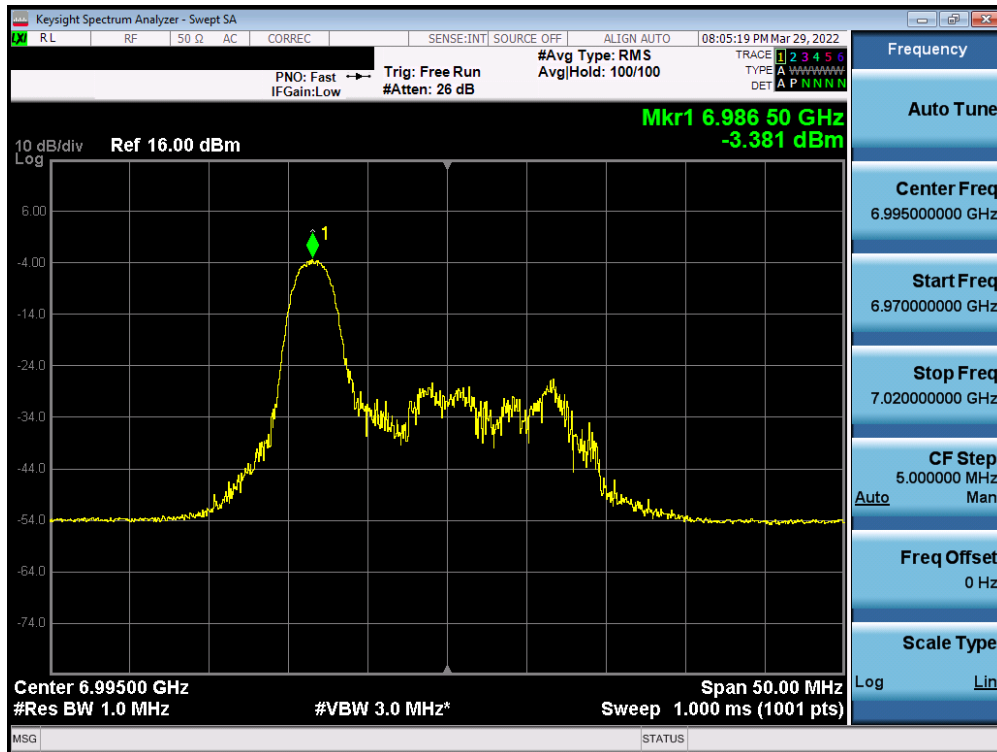 Keysight Spectrum Analyzer - Swept SA
LXI RL RF 50 Ω AC CORREC SENSE:INT SOURCE OFF ALIGN AUTO 08:05:19 PM Mar 29, 2022
PNO: Fast
IFGain:Low
Trig: Free Run
#Atten: 26 dB
#Avg Type: RMS
Avg|Hold: 100/100
TRACE 1 2 3 4 5 6
TYPE A WWWWW
DET A P N N N N
Mkr1 6.986 50 GHz
-3.381 dBm
10 dB/div Ref 16.00 dBm
Log
1
6.00
-4.00
-14.0
-24.0
-34.0
-44.0
-54.0
-64.0
-74.0
Center 6.99500 GHz Span 50.00 MHz
#Res BW 1.0 MHz #VBW 3.0 MHz* Sweep 1.000 ms (1001 pts)
MSG STATUS
Frequency
Auto Tune
Center Freq
6.995000000 GHz
Start Freq
6.970000000 GHz
Stop Freq
7.020000000 GHz
CF Step
5.000000 MHz
Auto Man
Freq Offset
0 Hz
Scale Type
Log Lin